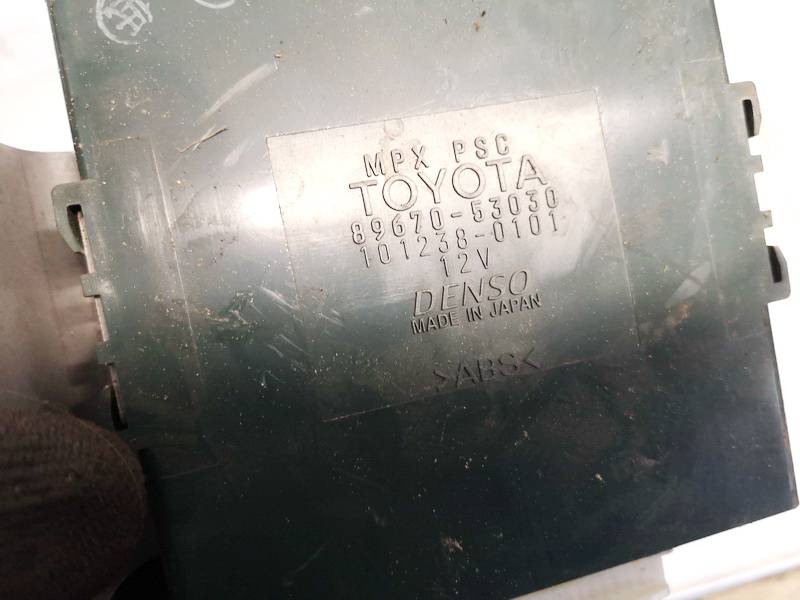 MPX PSC
TOYOTA
89670-53030
101238-0101
12V
DENSO
MADE IN JAPAN
>ABS<